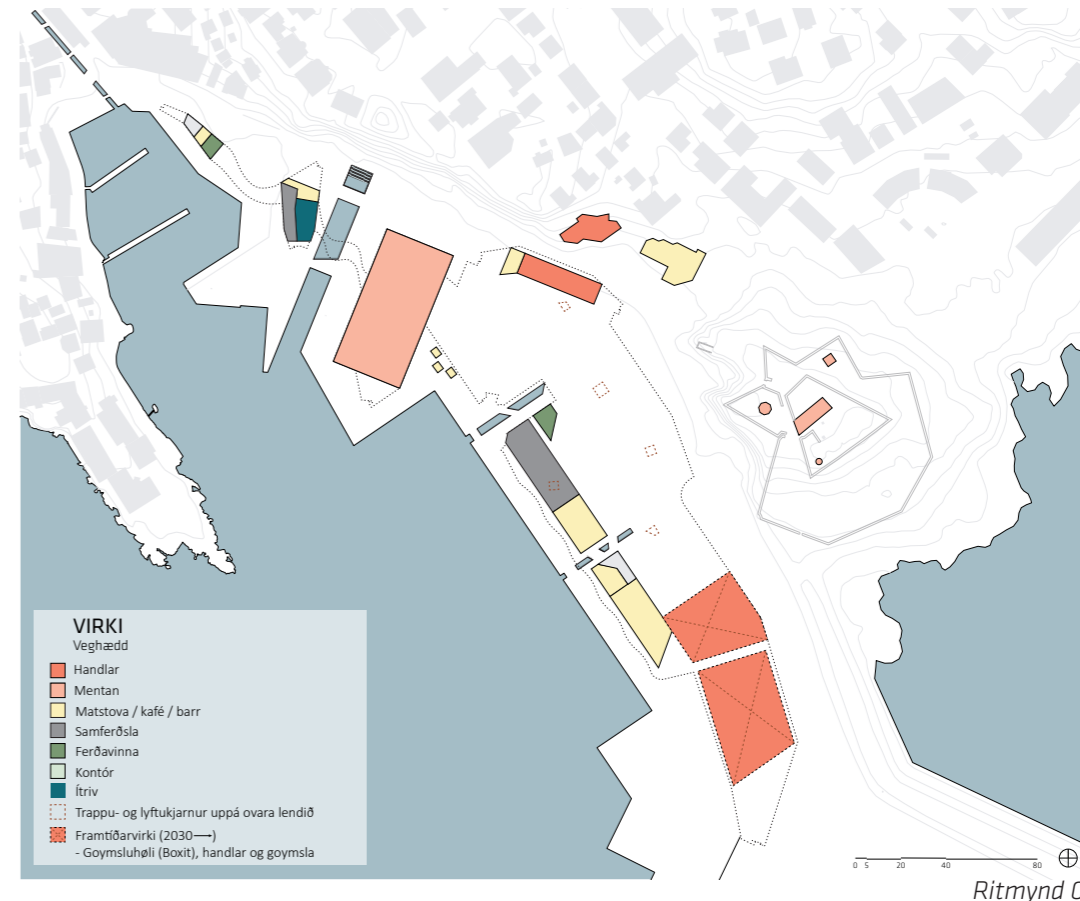 VIRKI
Veghædd
Handlar
Mentan
Matstova / kafé / barr
Samferðsla
Ferðavinna
Kontór
Ítriv
Trappu- og lyftukjarnur uppá ovara lendið
Framtíðarvirki (2030→)
- Goymsluhøli (Boxit), handlar og goymsla
0 5 20 40 80
Ritmynd